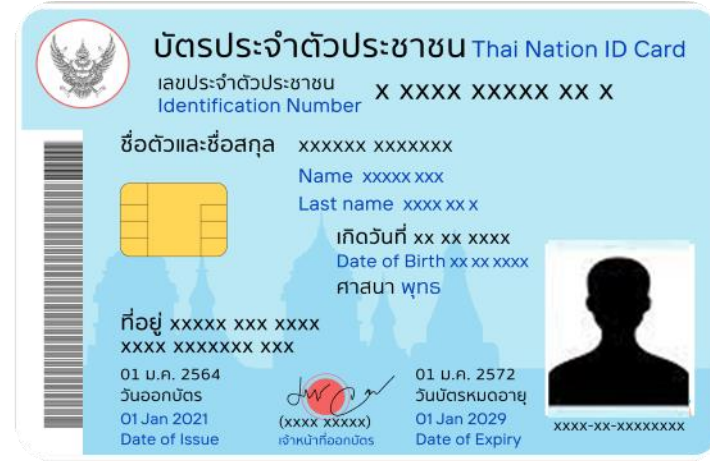 บัตรประจำตัวประชาชน Thai Nation ID Card
เลขประจำตัวประชาชน
Identification Number
X XXXX XXXXX XX X
ชื่อตัวและชื่อสกุล xxxxxx xxxxxxx
Name xxxxx xxx
Last name xxxx xx x
เกิดวันที่ xx xx xxxx
Date of Birth xx xx xxxx
ศาสนา พุทธ
ที่อยู่ xxxxx xxx xxxx
xxxx xxxxxxx xxx
01 ม.ค. 2564
วันออกบัตร
01 Jan 2021
Date of Issue
(xxxx xxxxx)
เจ้าหน้าที่ออกบัตร
01 ม.ค. 2572
วันบัตรหมดอายุ
01 Jan 2029
Date of Expiry
xxxx-xx-xxxxxxxx